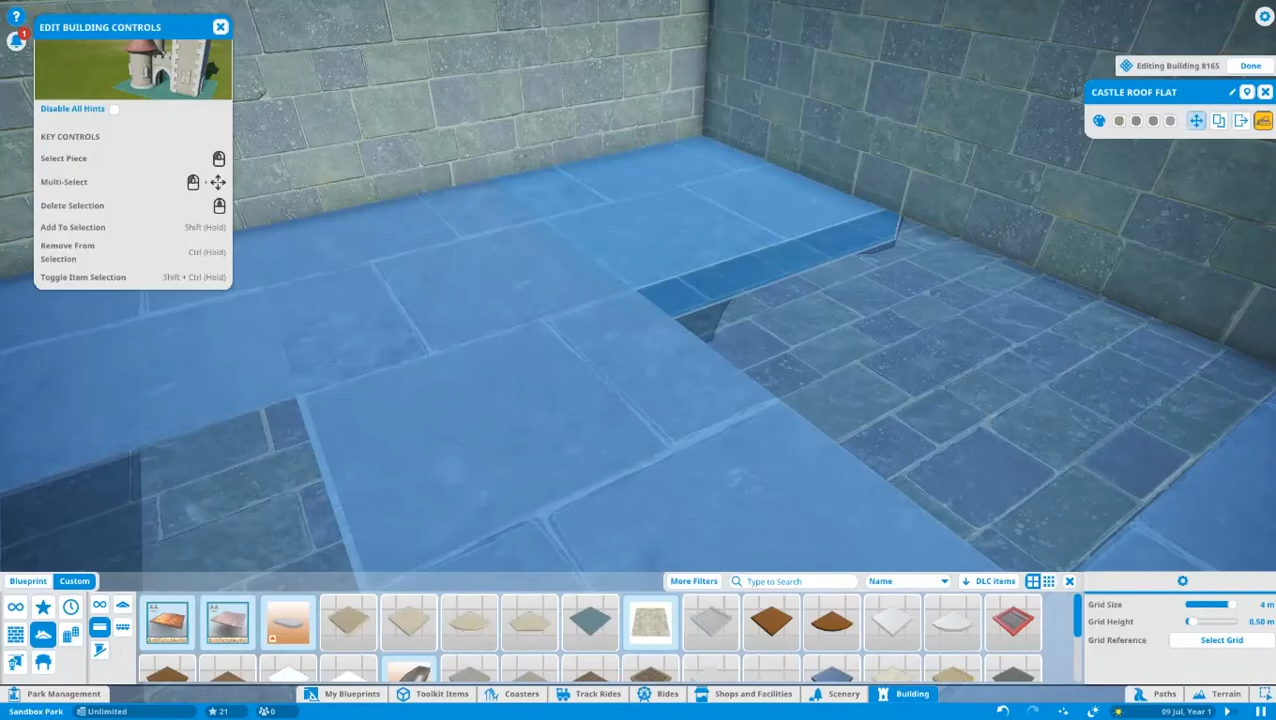 ?
1
EDIT BUILDING CONTROLS
Disable All Hints
KEY CONTROLS
Select Piece
Multi-Select
Delete Selection
Add To Selection Shift (Hold)
Remove From
Selection
Ctrl (Hold)
Toggle Item Selection Shift + Ctrl (Hold)
Editing Building 8165 Done
CASTLE ROOF FLAT
Blueprint Custom
More Filters Type to Search Name DLC items
AA AA
Grid Size 4 m
Grid Height 0.50 m
Grid Reference Select Grid
Park Management My Blueprints Toolkit Items Coasters Track Rides Rides Shops and Facilities Scenery Building Paths Terrain
Sandbox Park Unlimited 21 0 09 Jul, Year 1